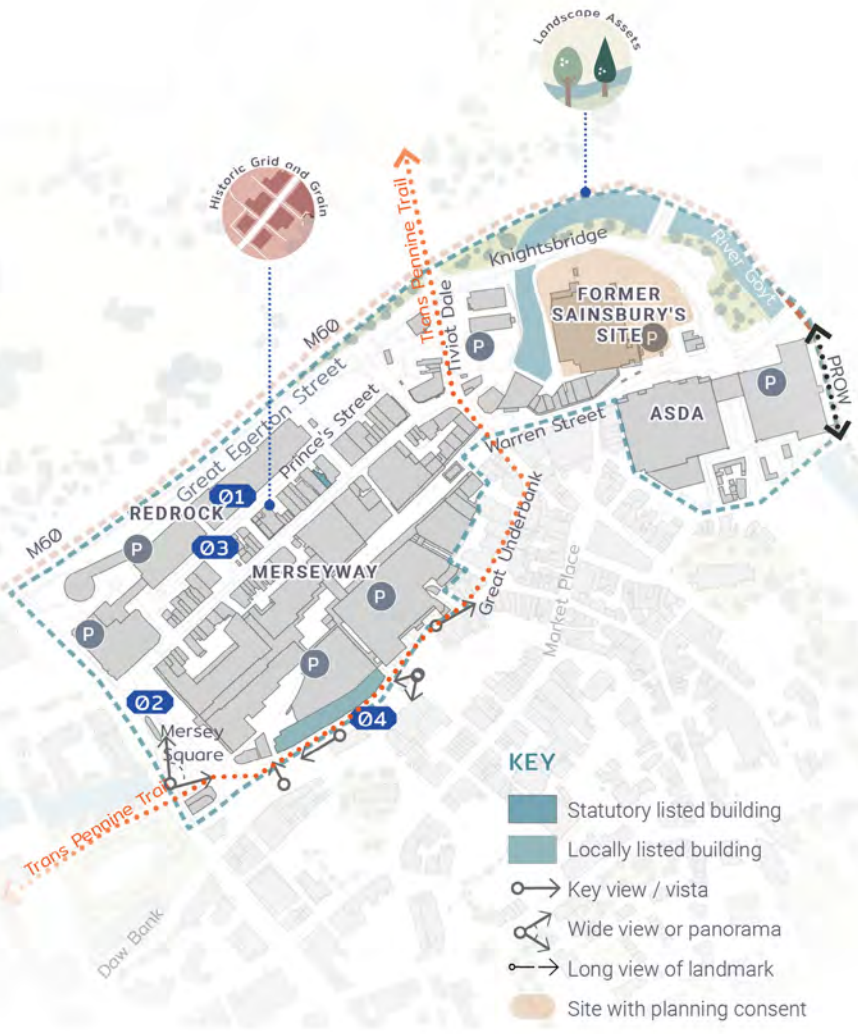 Landscape Assets
Historic Grid and Grain
Trans Pennine Trail
Knightsbridge
River Goyt
FORMER
SAINSBURY'S
SITE
P
Tiviot Dale
P
M60
PROW
P
Great Egerton Street
Prince's Street
Warren Street
ASDA
01
REDROCK
M60
P
03
MERSEYWAY
Great Underbank
P
Market Place
P
P
02
04
Mersey
Square
Trans Pennine Trail
Daw Bank
KEY
Statutory listed building
Locally listed building
Key view / vista
Wide view or panorama
Long view of landmark
Site with planning consent